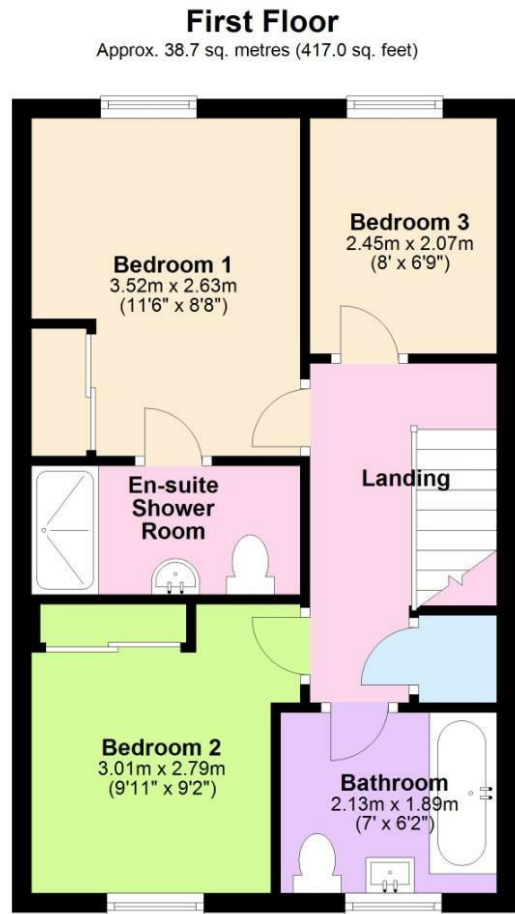 First Floor
Approx. 38.7 sq. metres (417.0 sq. feet)
Bedroom 1
3.52m x 2.63m
(11'6" x 8'8")
Bedroom 3
2.45m x 2.07m
(8' x 6'9")
En-suite
Shower
Room
Landing
Bedroom 2
3.01m x 2.79m
(9'11" x 9'2")
Bathroom
2.13m x 1.89m
(7' x 6'2")